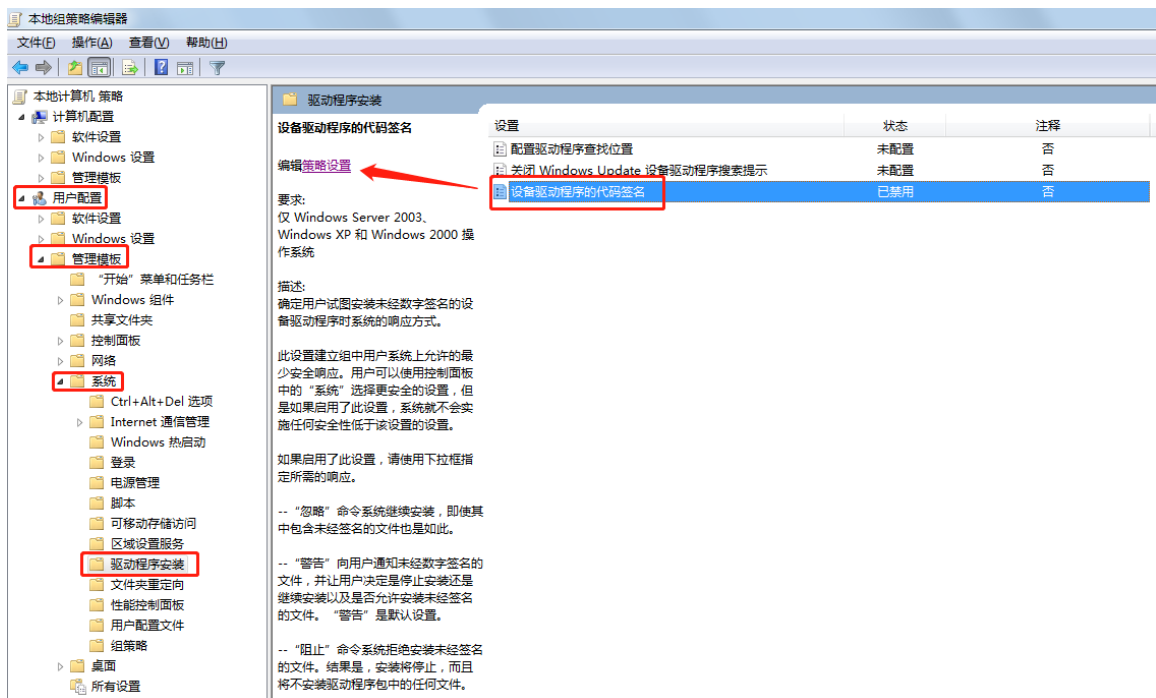 本地组策略编辑器
文件(F) 操作(A) 查看(V) 帮助(H)
本地计算机 策略
计算机配置
软件设置
Windows 设置
管理模板
用户配置
软件设置
Windows 设置
管理模板
“开始”菜单和任务栏
Windows 组件
共享文件夹
控制面板
网络
系统
Ctrl+Alt+Del 选项
Internet 通信管理
Windows 热启动
登录
电源管理
脚本
可移动存储访问
区域设置服务
驱动程序安装
文件夹重定向
性能控制面板
用户配置文件
组策略
桌面
所有设置
驱动程序安装
设备驱动程序的代码签名
编辑策略设置
要求:
仅 Windows Server 2003、
Windows XP 和 Windows 2000 操
作系统
描述:
确定用户试图安装未经数字签名的设
备驱动程序时系统的响应方式。
此设置建立组中用户系统上允许的最
少安全响应。用户可以使用控制面板
中的“系统”选择更安全的设置，但
是如果启用了此设置，系统就不会实
施任何安全性低于该设置的设置。
如果启用了此设置，请使用下拉框指
定所需的响应。
-- “忽略”命令系统继续安装，即使其
中包含未经签名的文件也是如此。
-- “警告”向用户通知未经数字签名的
文件，并让用户决定是停止安装还是
继续安装以及是否允许安装未经签名
的文件。“警告”是默认设置。
-- “阻止”命令系统拒绝安装未经签名
的文件。结果是，安装将停止，而且
将不安装驱动程序包中的任何文件。
设置 状态 注释
配置驱动程序查找位置 未配置 否
关闭 Windows Update 设备驱动程序搜索提示 未配置 否
设备驱动程序的代码签名 已禁用 否